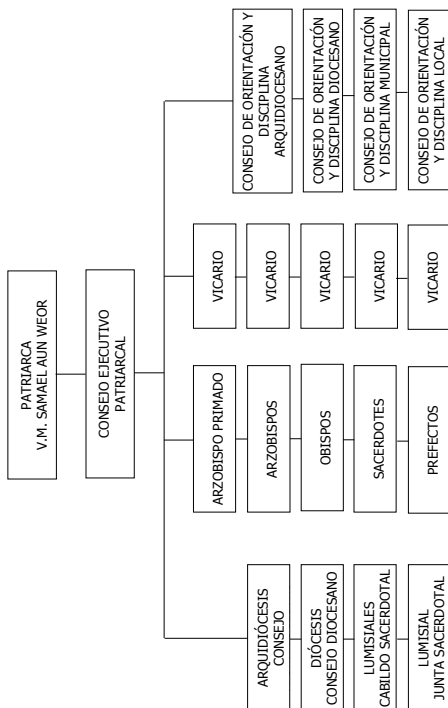 PATRIARCA
V.M. SAMAEL AUN WEOR
CONSEJO EJECUTIVO
PATRIARCAL
ARQUIDIÓCESIS
CONSEJO
DIÓCESIS
CONSEJO DIOCESANO
LUMISIALES
CABILDO SACERDOTAL
LUMISIAL
JUNTA SACERDOTAL
ARZOBISPO PRIMADO
ARZOBISPOS
OBISPOS
SACERDOTES
PREFECTOS
VICARIO
VICARIO
VICARIO
VICARIO
VICARIO
CONSEJO DE ORIENTACIÓN Y
DISCIPLINA
ARQUIDIOCESANO
CONSEJO DE ORIENTACIÓN
Y DISCIPLINA DIOCESANO
CONSEJO DE ORIENTACIÓN
Y DISCIPLINA MUNICIPAL
CONSEJO DE ORIENTACIÓN
Y DISCIPLINA LOCAL